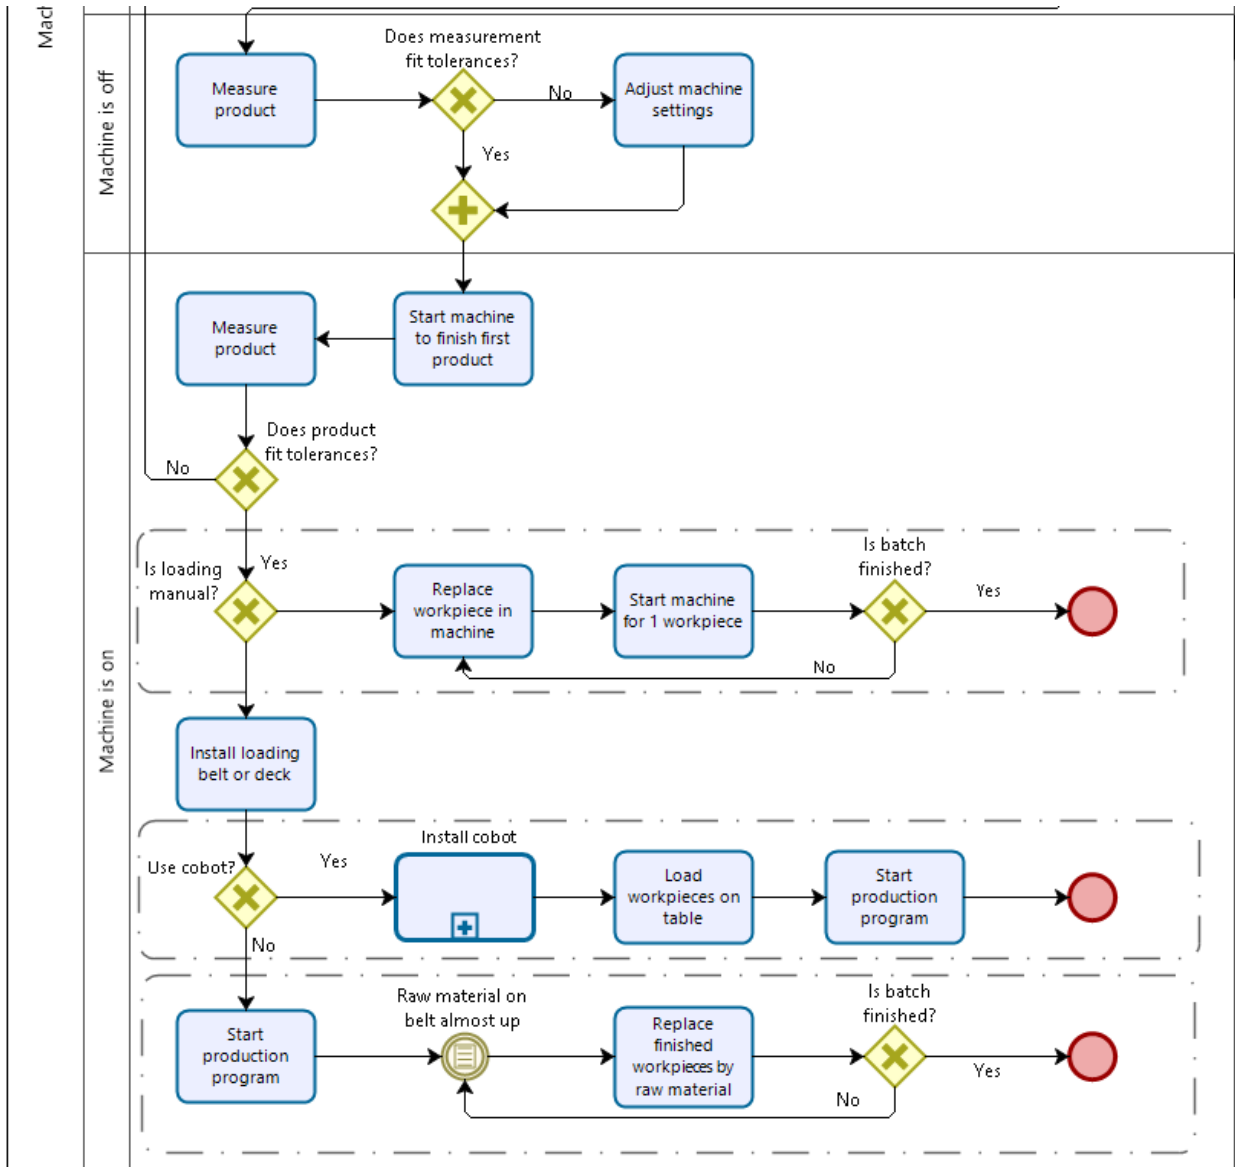 Mach
Machine is off
Does measurement
fit tolerances?
Measure
product
No
Adjust machine
settings
Yes
Machine is on
Measure
product
Start machine
to finish first
product
Does product
fit tolerances?
No
Yes
Is loading
manual?
Replace
workpiece in
machine
Start machine
for 1 workpiece
Is batch
finished?
Yes
No
Install loading
belt or deck
Use cobot?
Yes
Install cobot
Load
workpieces on
table
Start
production
program
No
Start
production
program
Raw material on
belt almost up
Replace
finished
workpieces by
raw material
Is batch
finished?
Yes
No